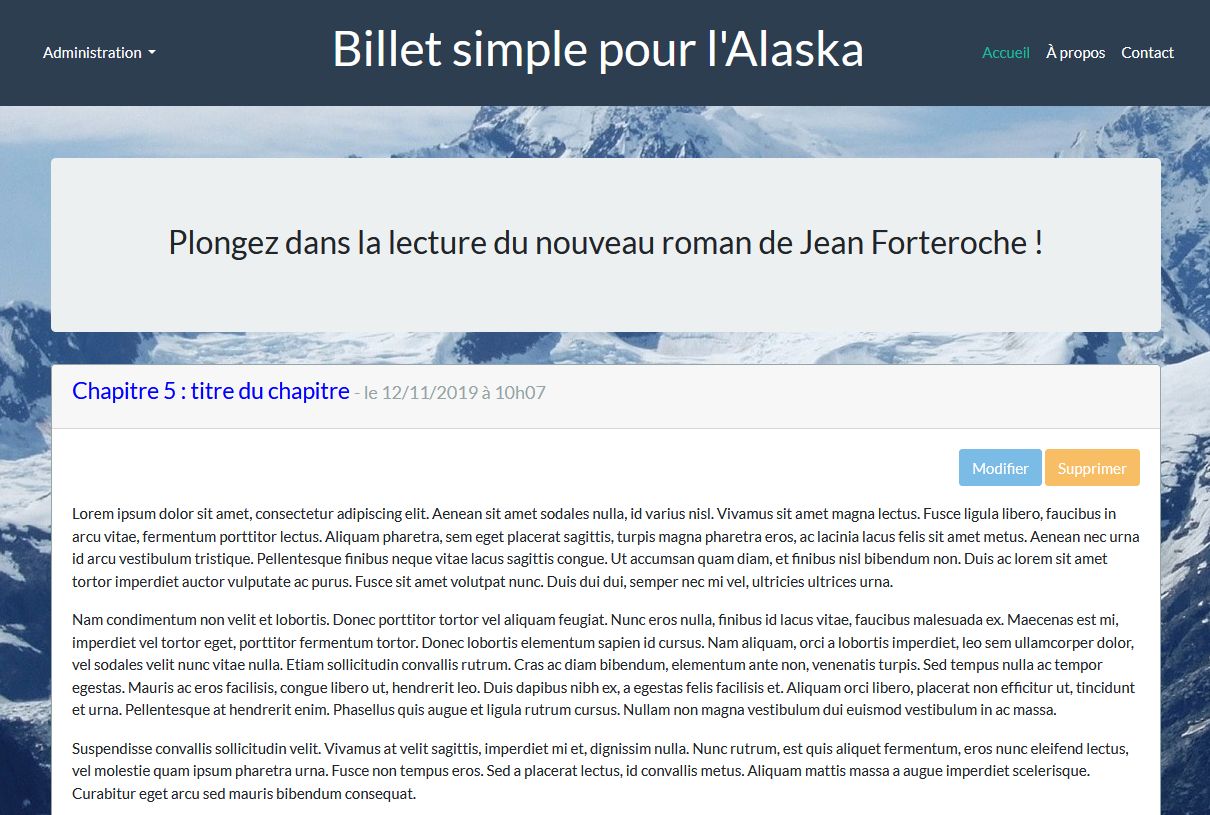 Administration
Billet simple pour l'Alaska
Accueil À propos Contact
Plongez dans la lecture du nouveau roman de Jean Forteroche !
Chapitre 5 : titre du chapitre - le 12/11/2019 à 10h07
Modifier Supprimer
Lorem ipsum dolor sit amet, consectetur adipiscing elit. Aenean sit amet sodales nulla, id varius nisl. Vivamus sit amet magna lectus. Fusce ligula libero, faucibus in
arcu vitae, fermentum porttitor lectus. Aliquam pharetra, sem eget placerat sagittis, turpis magna pharetra eros, ac lacinia lacus felis sit amet metus. Aenean nec urna
id arcu vestibulum tristique. Pellentesque finibus neque vitae lacus sagittis congue. Ut accumsan quam diam, et finibus nisl bibendum non. Duis ac lorem sit amet
tortor imperdiet auctor vulputate ac purus. Fusce sit amet volutpat nunc. Duis dui dui, semper nec mi vel, ultricies ultrices urna.
Nam condimentum non velit et lobortis. Donec porttitor tortor vel aliquam feugiat. Nunc eros nulla, finibus id lacus vitae, faucibus malesuada ex. Maecenas est mi,
imperdiet vel tortor eget, porttitor fermentum tortor. Donec lobortis elementum sapien id cursus. Nam aliquam, orci a lobortis imperdiet, leo sem ullamcorper dolor,
vel sodales velit nunc vitae nulla. Etiam sollicitudin convallis rutrum. Cras ac diam bibendum, elementum ante non, venenatis turpis. Sed tempus nulla ac tempor
egestas. Mauris ac eros facilisis, congue libero ut, hendrerit leo. Duis dapibus nibh ex, a egestas felis facilisis et. Aliquam orci libero, placerat non efficitur ut, tincidunt
et urna. Pellentesque at hendrerit enim. Phasellus quis augue et ligula rutrum cursus. Nullam non magna vestibulum dui euismod vestibulum in ac massa.
Suspendisse convallis sollicitudin velit. Vivamus at velit sagittis, imperdiet mi et, dignissim nulla. Nunc rutrum, est quis aliquet fermentum, eros nunc eleifend lectus,
vel molestie quam ipsum pharetra urna. Fusce non tempus eros. Sed a placerat lectus, id convallis metus. Aliquam mattis massa a augue imperdiet scelerisque.
Curabitur eget arcu sed mauris bibendum consequat.